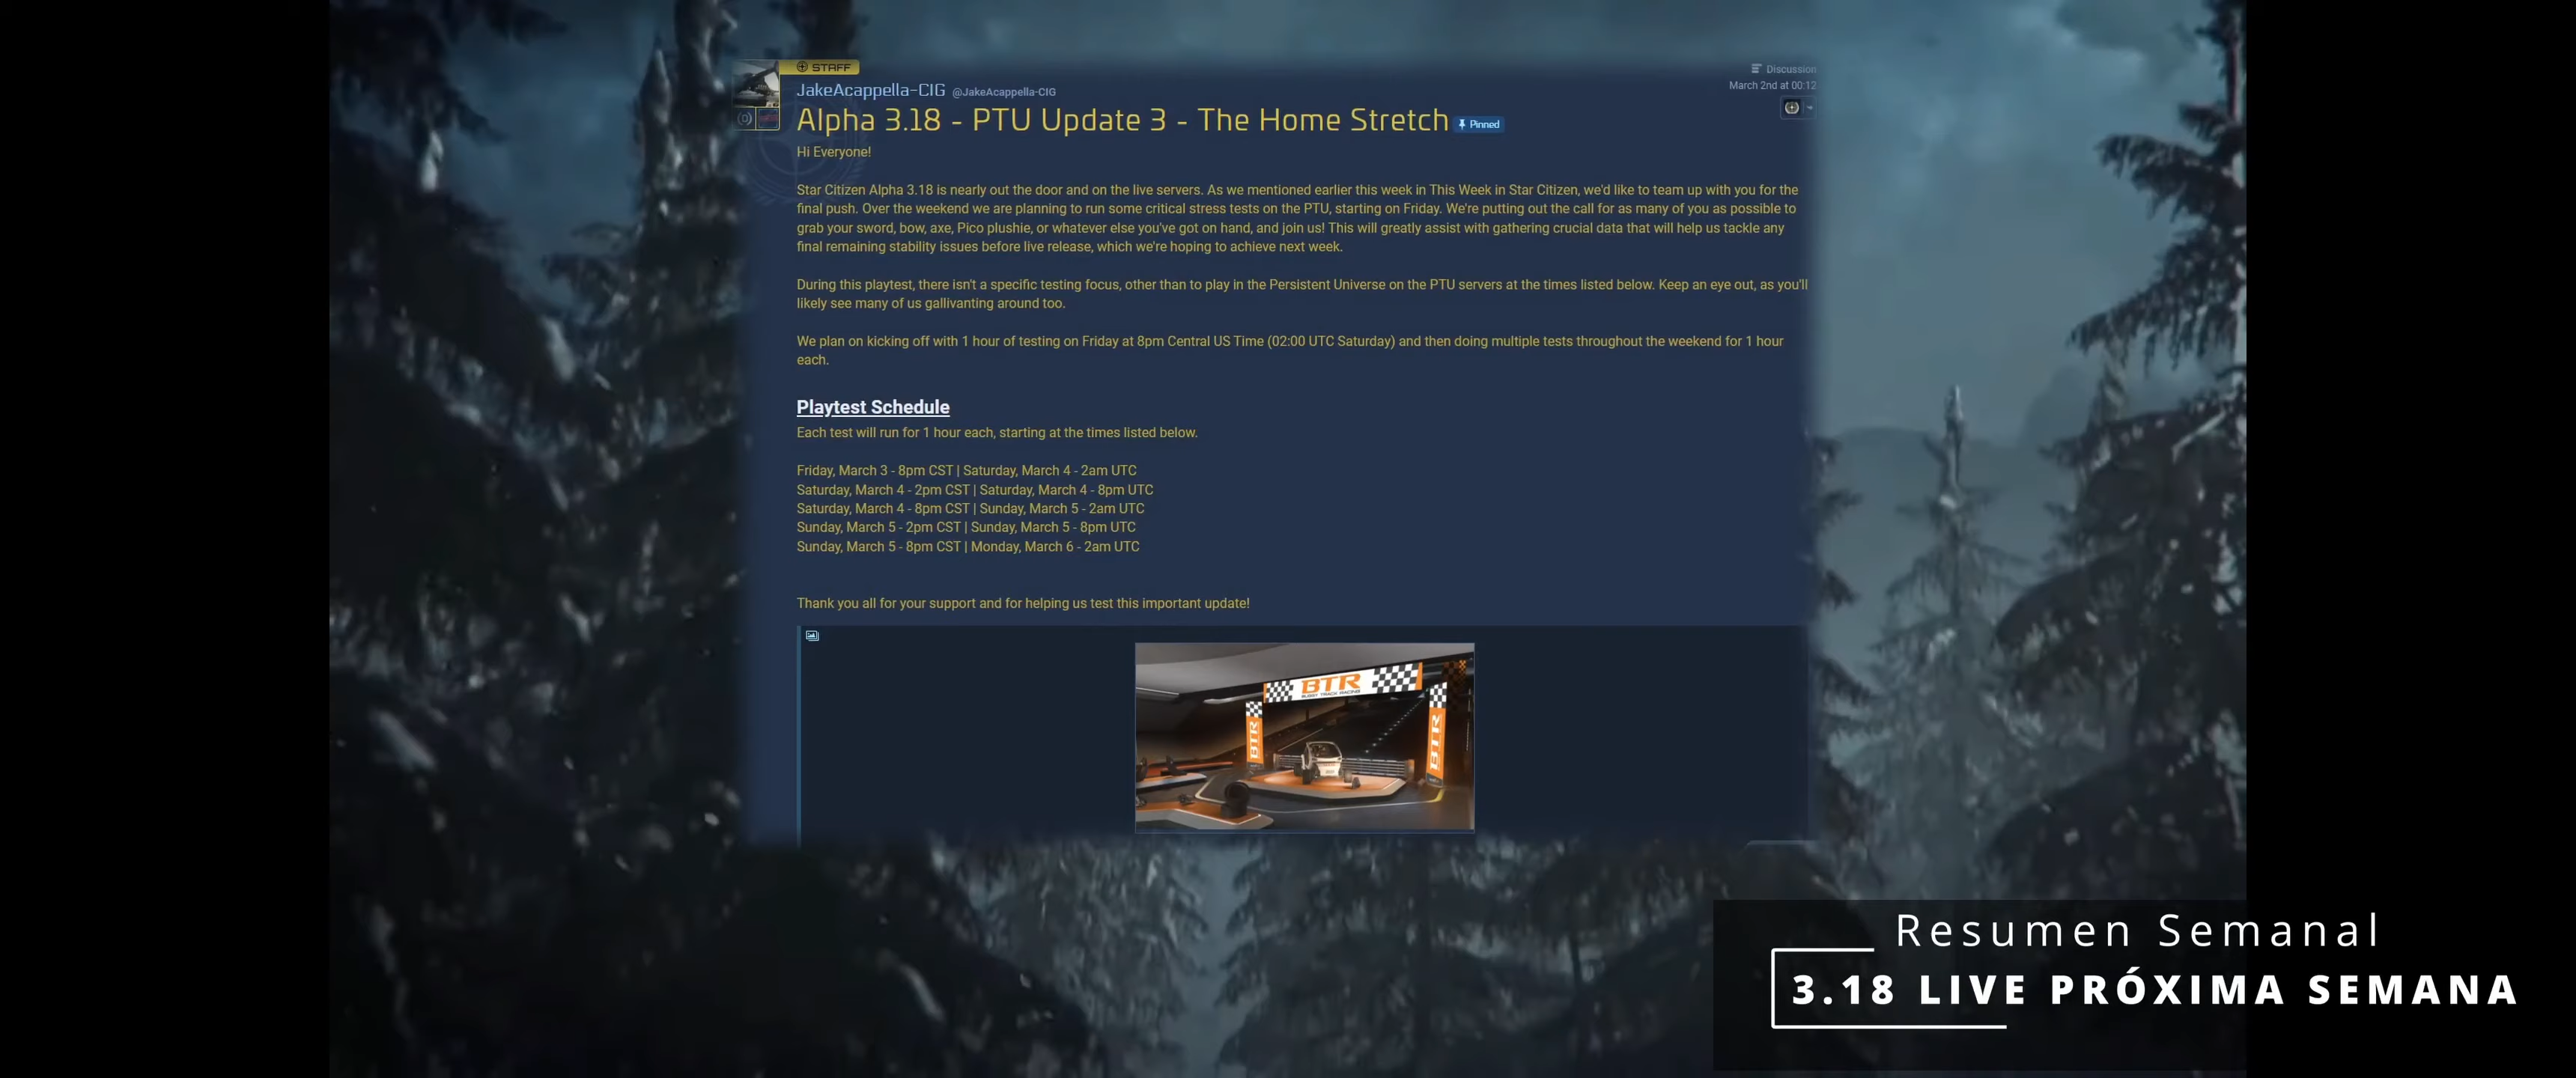 STAFF
JakeAcappella-CIG @JakeAcappella-CIG
Discussion
March 2nd at 00:12
Alpha 3.18 - PTU Update 3 - The Home Stretch Pinned
Hi Everyone!
Star Citizen Alpha 3.18 is nearly out the door and on the live servers. As we mentioned earlier this week in This Week in Star Citizen, we'd like to team up with you for the
final push. Over the weekend we are planning to run some critical stress tests on the PTU, starting on Friday. We're putting out the call for as many of you as possible to
grab your sword, bow, axe, Pico plushie, or whatever else you've got on hand, and join us! This will greatly assist with gathering crucial data that will help us tackle any
final remaining stability issues before live release, which we're hoping to achieve next week.
During this playtest, there isn't a specific testing focus, other than to play in the Persistent Universe on the PTU servers at the times listed below. Keep an eye out, as you'll
likely see many of us gallivanting around too.
We plan on kicking off with 1 hour of testing on Friday at 8pm Central US Time (02:00 UTC Saturday) and then doing multiple tests throughout the weekend for 1 hour
each.
Playtest Schedule
Each test will run for 1 hour each, starting at the times listed below.
Friday, March 3 - 8pm CST | Saturday, March 4 - 2am UTC
Saturday, March 4 - 2pm CST | Saturday, March 4 - 8pm UTC
Saturday, March 4 - 8pm CST | Sunday, March 5 - 2am UTC
Sunday, March 5 - 2pm CST | Sunday, March 5 - 8pm UTC
Sunday, March 5 - 8pm CST | Monday, March 6 - 2am UTC
Thank you all for your support and for helping us test this important update!
BTR
BUGGY TRACK RACING
BTR
BTR
Resumen Semanal
3.18 LIVE PRÓXIMA SEMANA